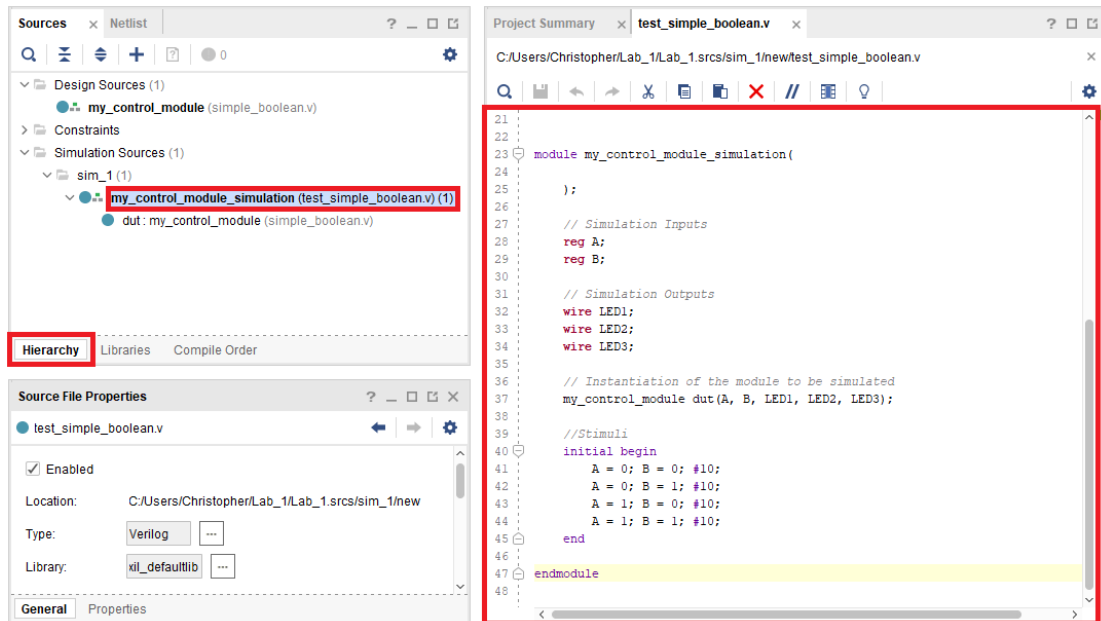 Sources × Netlist ? _
0
Design Sources (1)
my_control_module (simple_boolean.v)
Constraints
Simulation Sources (1)
sim_1 (1)
my_control_module_simulation (test_simple_boolean.v) (1)
dut : my_control_module (simple_boolean.v)
Hierarchy Libraries Compile Order
Source File Properties ? _ ×
test_simple_boolean.v
Enabled
Location: C:/Users/Christopher/Lab_1/Lab_1.srcs/sim_1/new
Type: Verilog ...
Library: xil_defaultlib ...
General Properties
Project Summary × test_simple_boolean.v × ?
C:/Users/Christopher/Lab_1/Lab_1.srcs/sim_1/new/test_simple_boolean.v ×
21
22
23 module my_control_module_simulation(
24
25 );
26
27 // Simulation Inputs
28 reg A;
29 reg B;
30
31 // Simulation Outputs
32 wire LED1;
33 wire LED2;
34 wire LED3;
35
36 // Instantiation of the module to be simulated
37 my_control_module dut(A, B, LED1, LED2, LED3);
38
39 //Stimuli
40 initial begin
41 A = 0; B = 0; #10;
42 A = 0; B = 1; #10;
43 A = 1; B = 0; #10;
44 A = 1; B = 1; #10;
45 end
46
47 endmodule
48